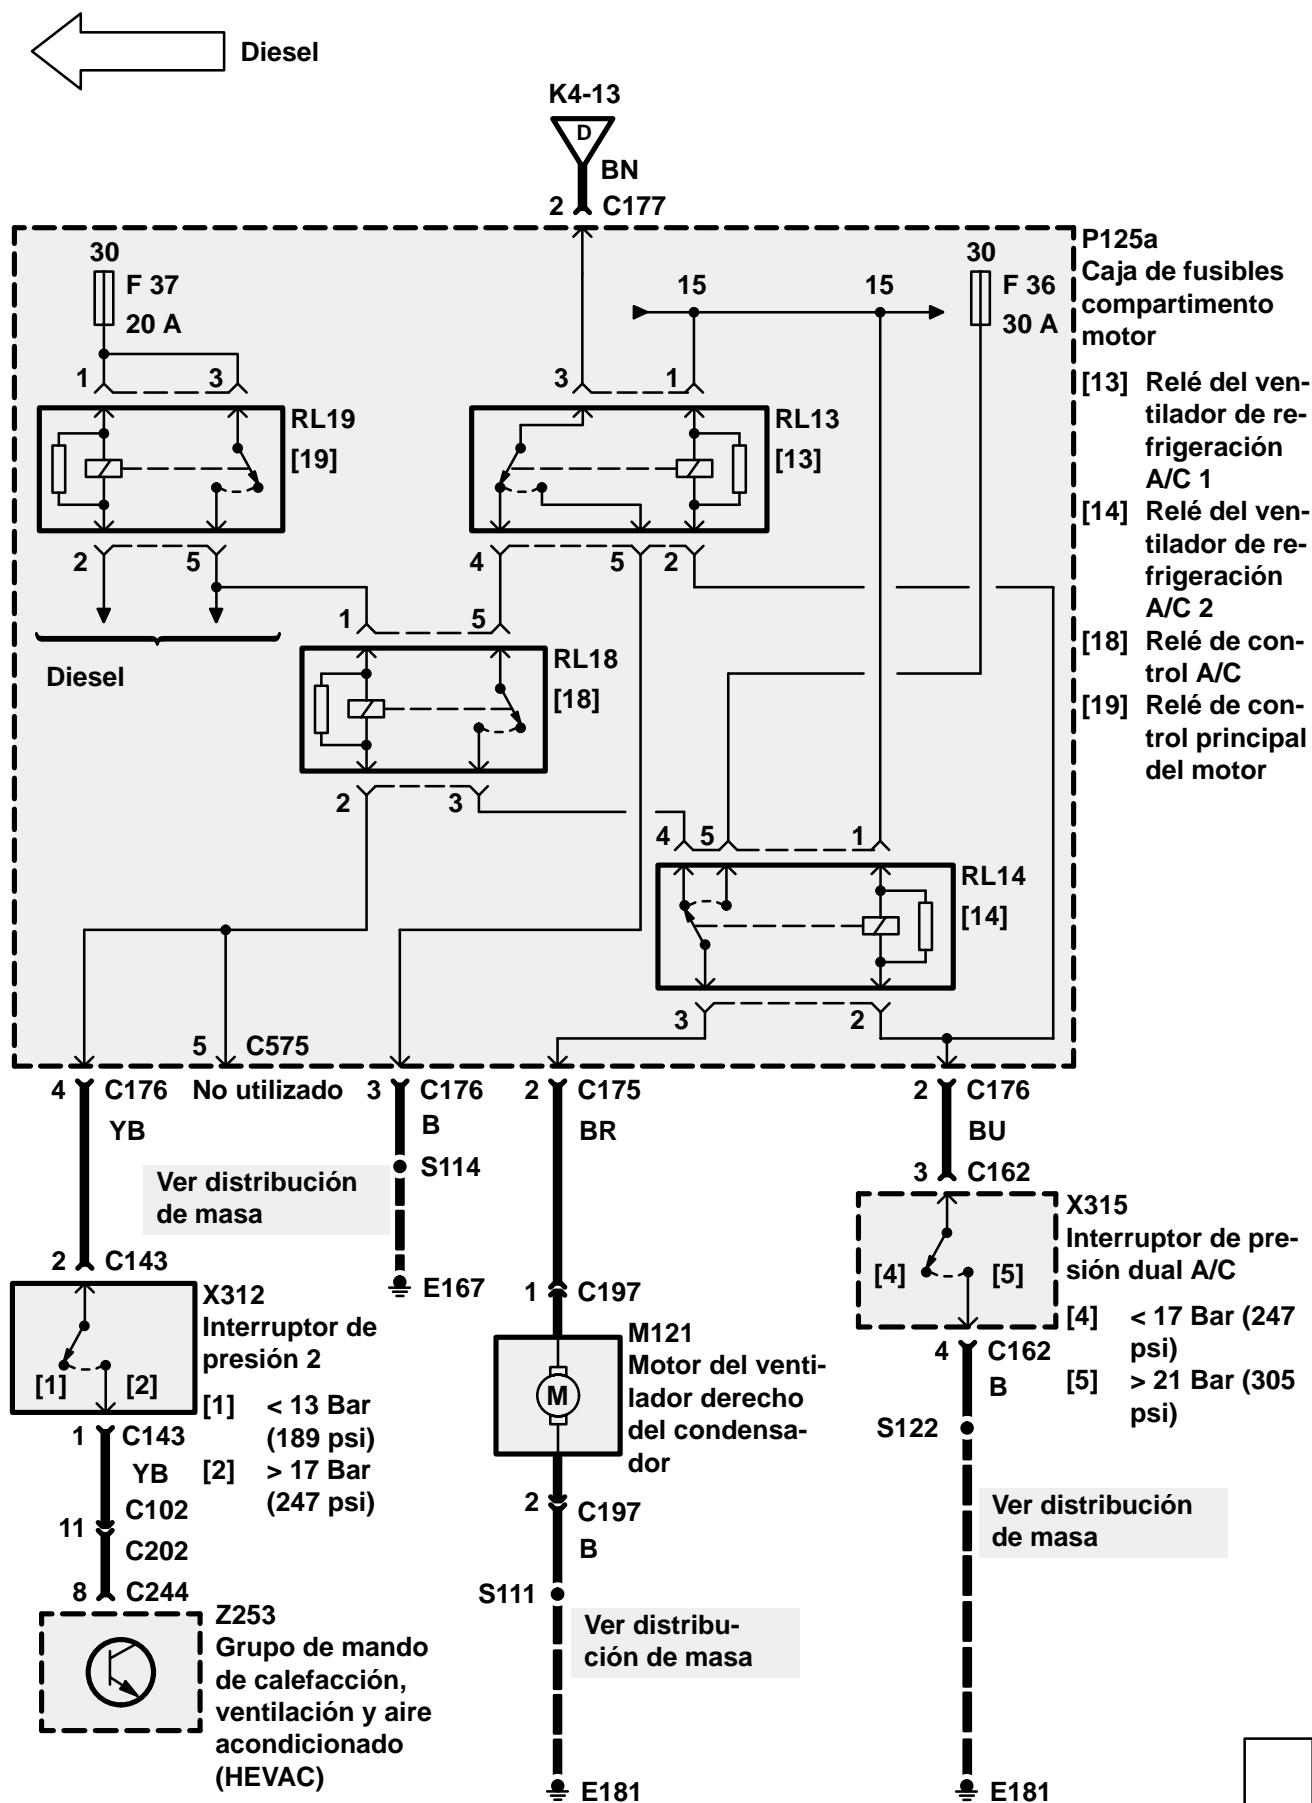 Diesel
K4-13
D
BN
2 C177
P125a
Caja de fusibles
compartimento
motor
30
F 37
20 A
15 15
30
F 36
30 A
1 3
3 1
[13] Relé del ven-
tilador de re-
frigeración
A/C 1
[14] Relé del ven-
tilador de re-
frigeración
A/C 2
[18] Relé de con-
trol A/C
[19] Relé de con-
trol principal
del motor
RL19
[19]
RL13
[13]
2 5
4 5 2
1 5
Diesel
RL18
[18]
2 3
4 5 1
RL14
[14]
3 2
5 C575
No utilizado
4 C176
YB
3 C176
B
2 C175
BR
2 C176
BU
S114
Ver distribución
de masa
3 C162
X315
Interruptor de pre-
sión dual A/C
[4] [5]
[4] < 17 Bar (247
psi)
[5] > 21 Bar (305
psi)
2 C143
E167
1 C197
X312
Interruptor de
presión 2
[1] [2]
[1] < 13 Bar
(189 psi)
[2] > 17 Bar
(247 psi)
M121
Motor del venti-
lador derecho
del condensa-
dor
M
4 C162
B
S122
1 C143
YB
C102
11
C202
8 C244
2 C197
B
Ver distribución
de masa
S111
Ver distribu-
ción de masa
Z253
Grupo de mando
de calefacción,
ventilación y aire
acondicionado
(HEVAC)
E181
E181